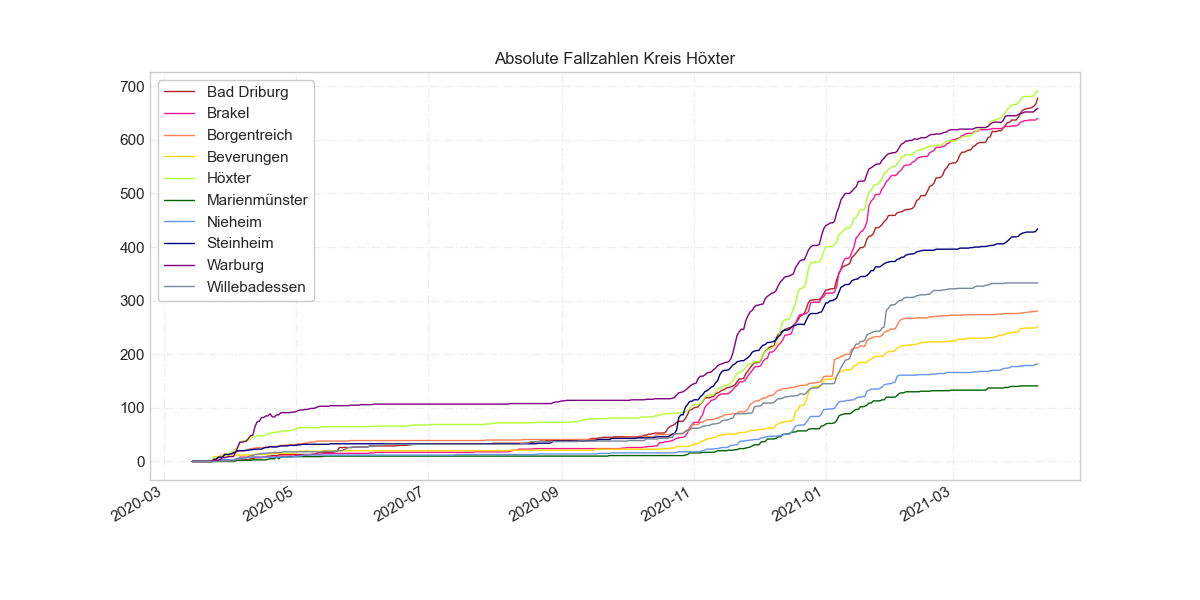 Absolute Fallzahlen Kreis Höxter
700
600
500
400
300
200
100
0
Bad Driburg
Brakel
Borgentreich
Beverungen
Höxter
Marienmünster
Nieheim
Steinheim
Warburg
Willebadessen
2020-03
2020-05
2020-07
2020-09
2020-11
2021-01
2021-03